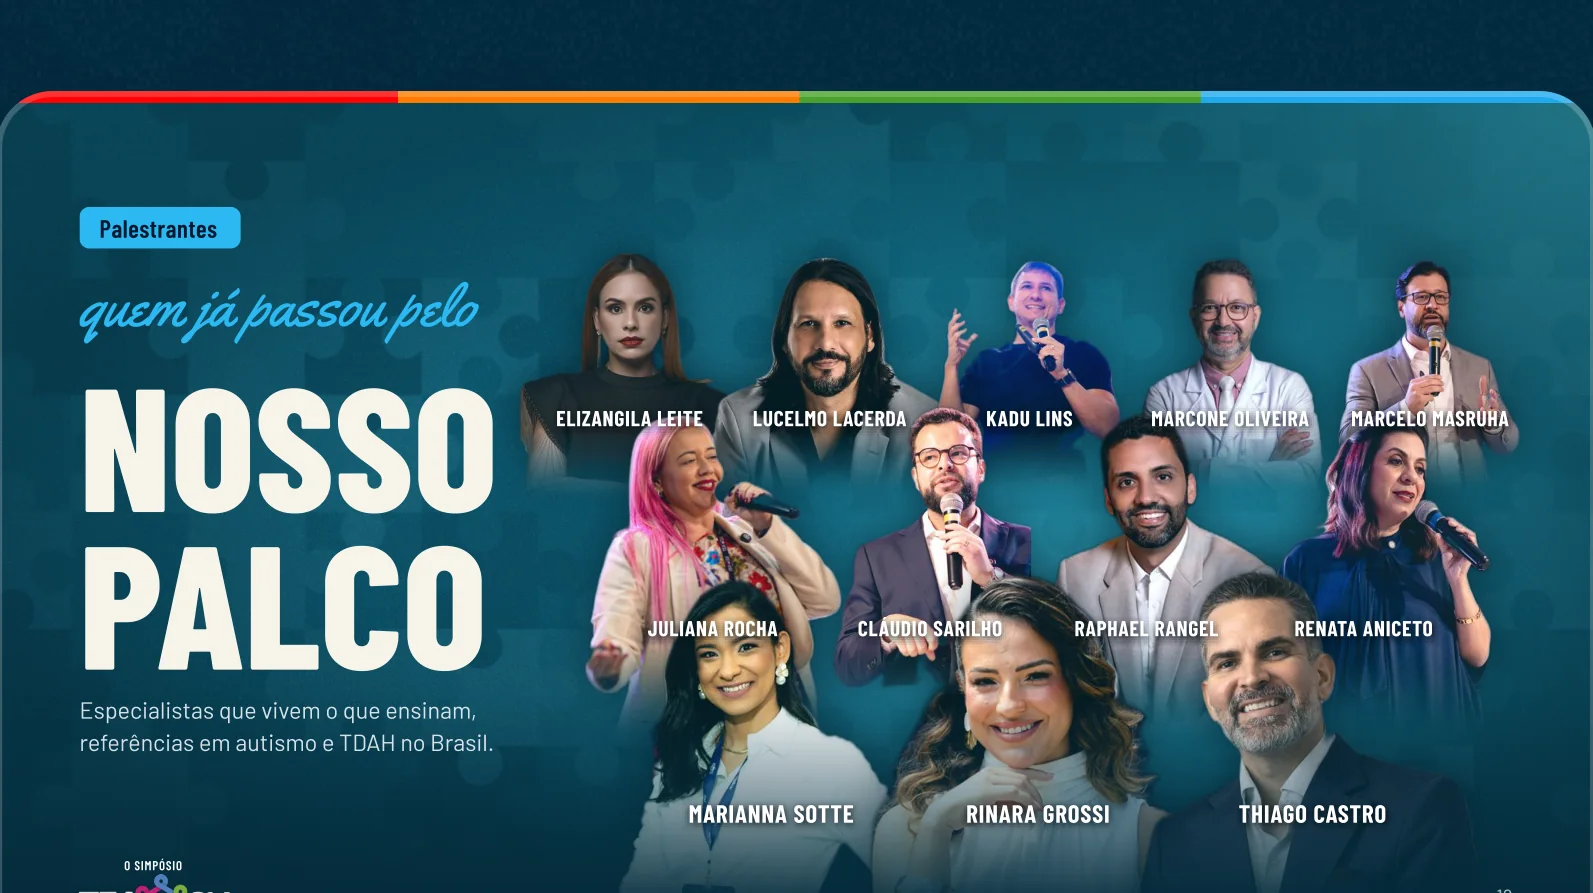 Palestrantes
quem já passou pelo
NOSSO
PALCO
Especialistas que vivem o que ensinam,
referências em autismo e TDAH no Brasil.
ELIZANGILA LEITE
LUCELMO LACERDA
KADU LINS
MARCONE OLIVEIRA
MARCELO MASRUHA
JULIANA ROCHA
CLÁUDIO SARILHO
RAPHAEL RANGEL
RENATA ANICETO
MARIANNA SOTTE
RINARA GROSSI
THIAGO CASTRO
O SIMPÓSIO